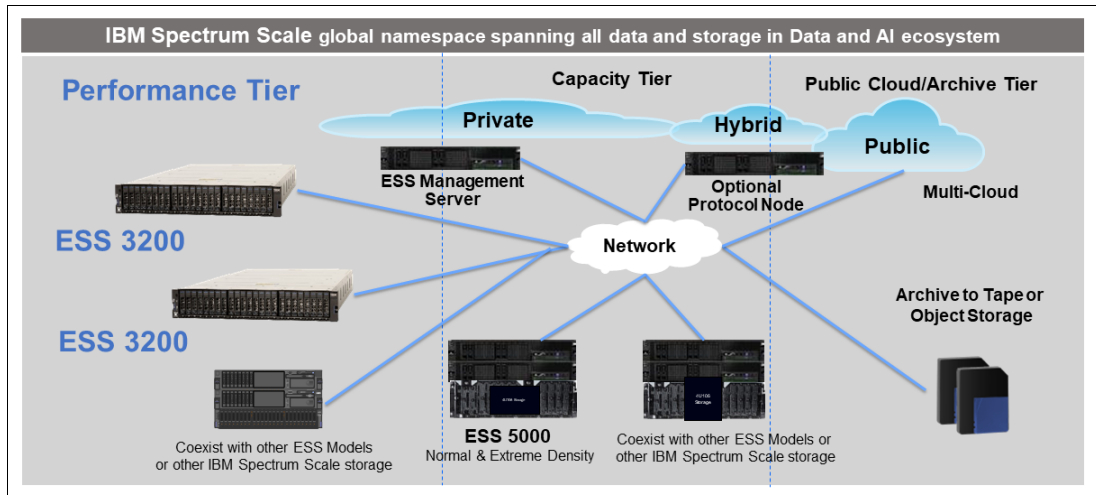 IBM Spectrum Scale global namespace spanning all data and storage in Data and AI ecosystem
Performance Tier
Capacity Tier
Public Cloud/Archive Tier
Private
Hybrid
Public
ESS Management
Server
Optional
Protocol Node
Multi-Cloud
ESS 3200
Network
ESS 3200
Archive to Tape or
Object Storage
Storage
Coexist with other ESS Models
or other IBM Spectrum Scale storage
ESS 5000
Normal & Extreme Density
Coexist with other ESS Models or
other IBM Spectrum Scale storage